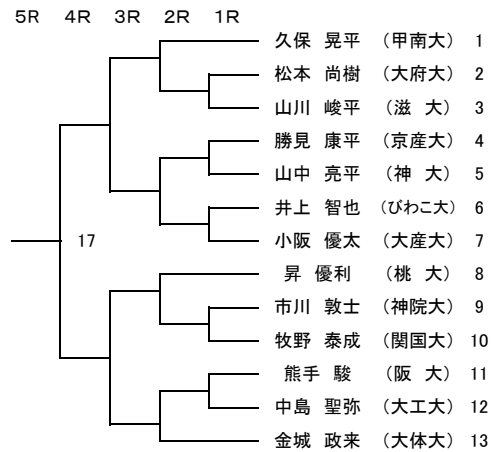 5R 4R 3R 2R 1R
久保 晃平 (甲南大) 1
松本 尚樹 (大府大) 2
山川 峻平 (滋 大) 3
勝見 康平 (京産大) 4
山中 亮平 (神 大) 5
井上 智也 (びわこ大) 6
小阪 優太 (大産大) 7
17
昇 優利 (桃 大) 8
市川 敦士 (神院大) 9
牧野 泰成 (関国大) 10
熊手 駿 (阪 大) 11
中島 聖弥 (大工大) 12
金城 政来 (大体大) 13